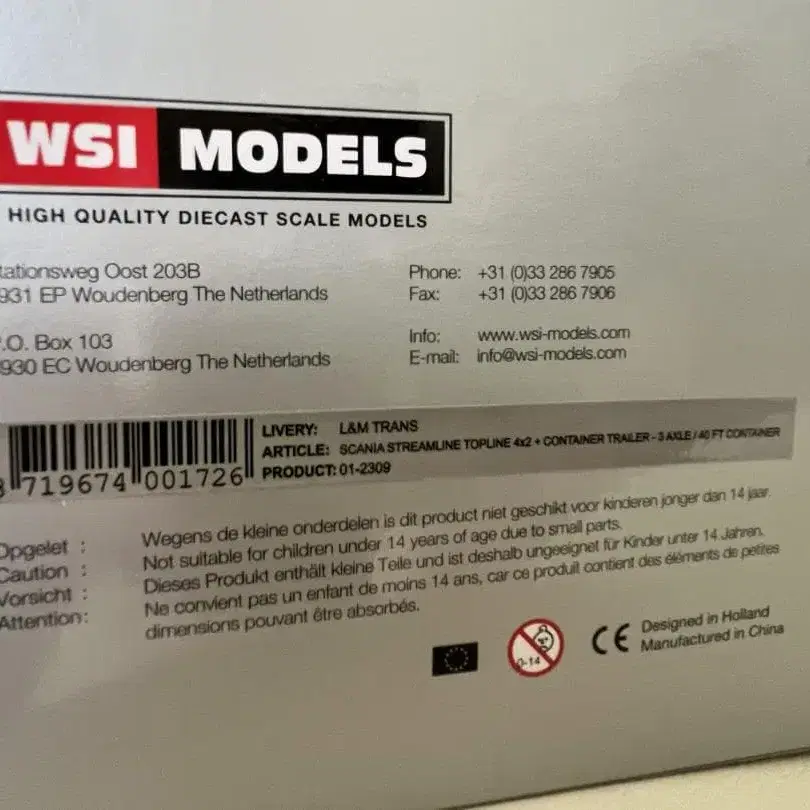 WSI MODELS
HIGH QUALITY DIECAST SCALE MODELS
tationsweg Oost 203B
931 EP Woudenberg The Netherlands
.O. Box 103
930 EC Woudenberg The Netherlands
Phone: +31 (0)33 286 7905
Fax: +31 (0)33 286 7906
Info: www.wsi-models.com
E-mail: info@wsi-models.com
LIVERY: L&M TRANS
ARTICLE: SCANIA STREAMLINE TOPLINE 4x2 + CONTAINER TRAILER - 3 AXLE / 40 FT CONTAINER
PRODUCT: 01-2309
8 719674 001726
Opgelet : Wegens de kleine onderdelen is dit product niet geschikt voor kinderen jonger dan 14 jaar.
Caution : Not suitable for children under 14 years of age due to small parts.
Vorsicht : Dieses Produkt enthält kleine Teile und ist deshalb ungeeignet für Kinder unter 14 Jahren.
Attention: Ne convient pas un enfant de moins 14 ans, car ce produit contient des éléments de petites
dimensions pouvant être absorbés.
0-14
CE
Designed in Holland
Manufactured in China